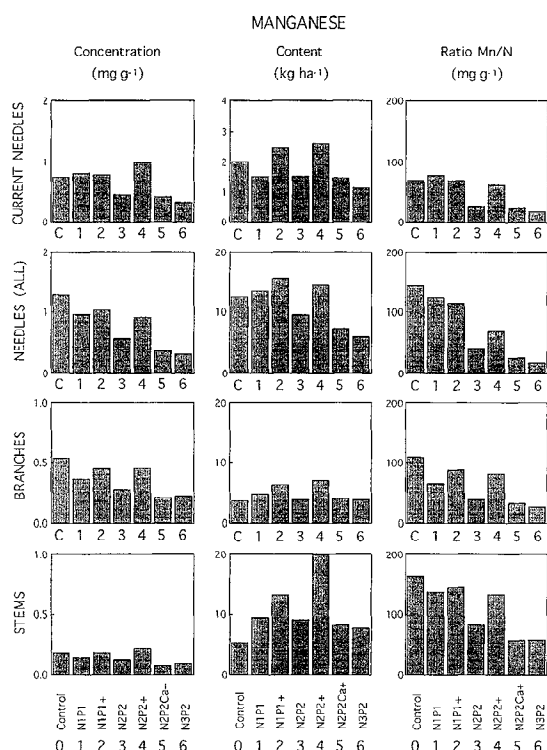 MANGANESE
Concentration Content Ratio Mn/N
(mg g-1) (kg ha-1) (mg g-1)
CURRENT NEEDLES
2 1 0
4 3 2 1 0
200 100 0
C 1 2 3 4 5 6 C 1 2 3 4 5 6 C 1 2 3 4 5 6
NEEDLES (ALL)
2 1 0
20 10 0
200 100 0
C 1 2 3 4 5 6 C 1 2 3 4 5 6 C 1 2 3 4 5 6
BRANCHES
1.0 0.5 0.0
20 10 0
200 100 0
C 1 2 3 4 5 6 C 1 2 3 4 5 6 C 1 2 3 4 5 6
STEMS
1.0 0.5 0.0
20 10 0
200 100 0
Control N1P1 N1P1+ N2P2 N2P2+ N2P2Ca- N3P2
Control N1P1 N1P1+ N2P2 N2P2+ N2P2Ca+ N3P2
Control N1P1 N1P1+ N2P2 N2P2+ N2P2Ca+ N3P2
0 1 2 3 4 5 6 0 1 2 3 4 5 6 0 1 2 3 4 5 6